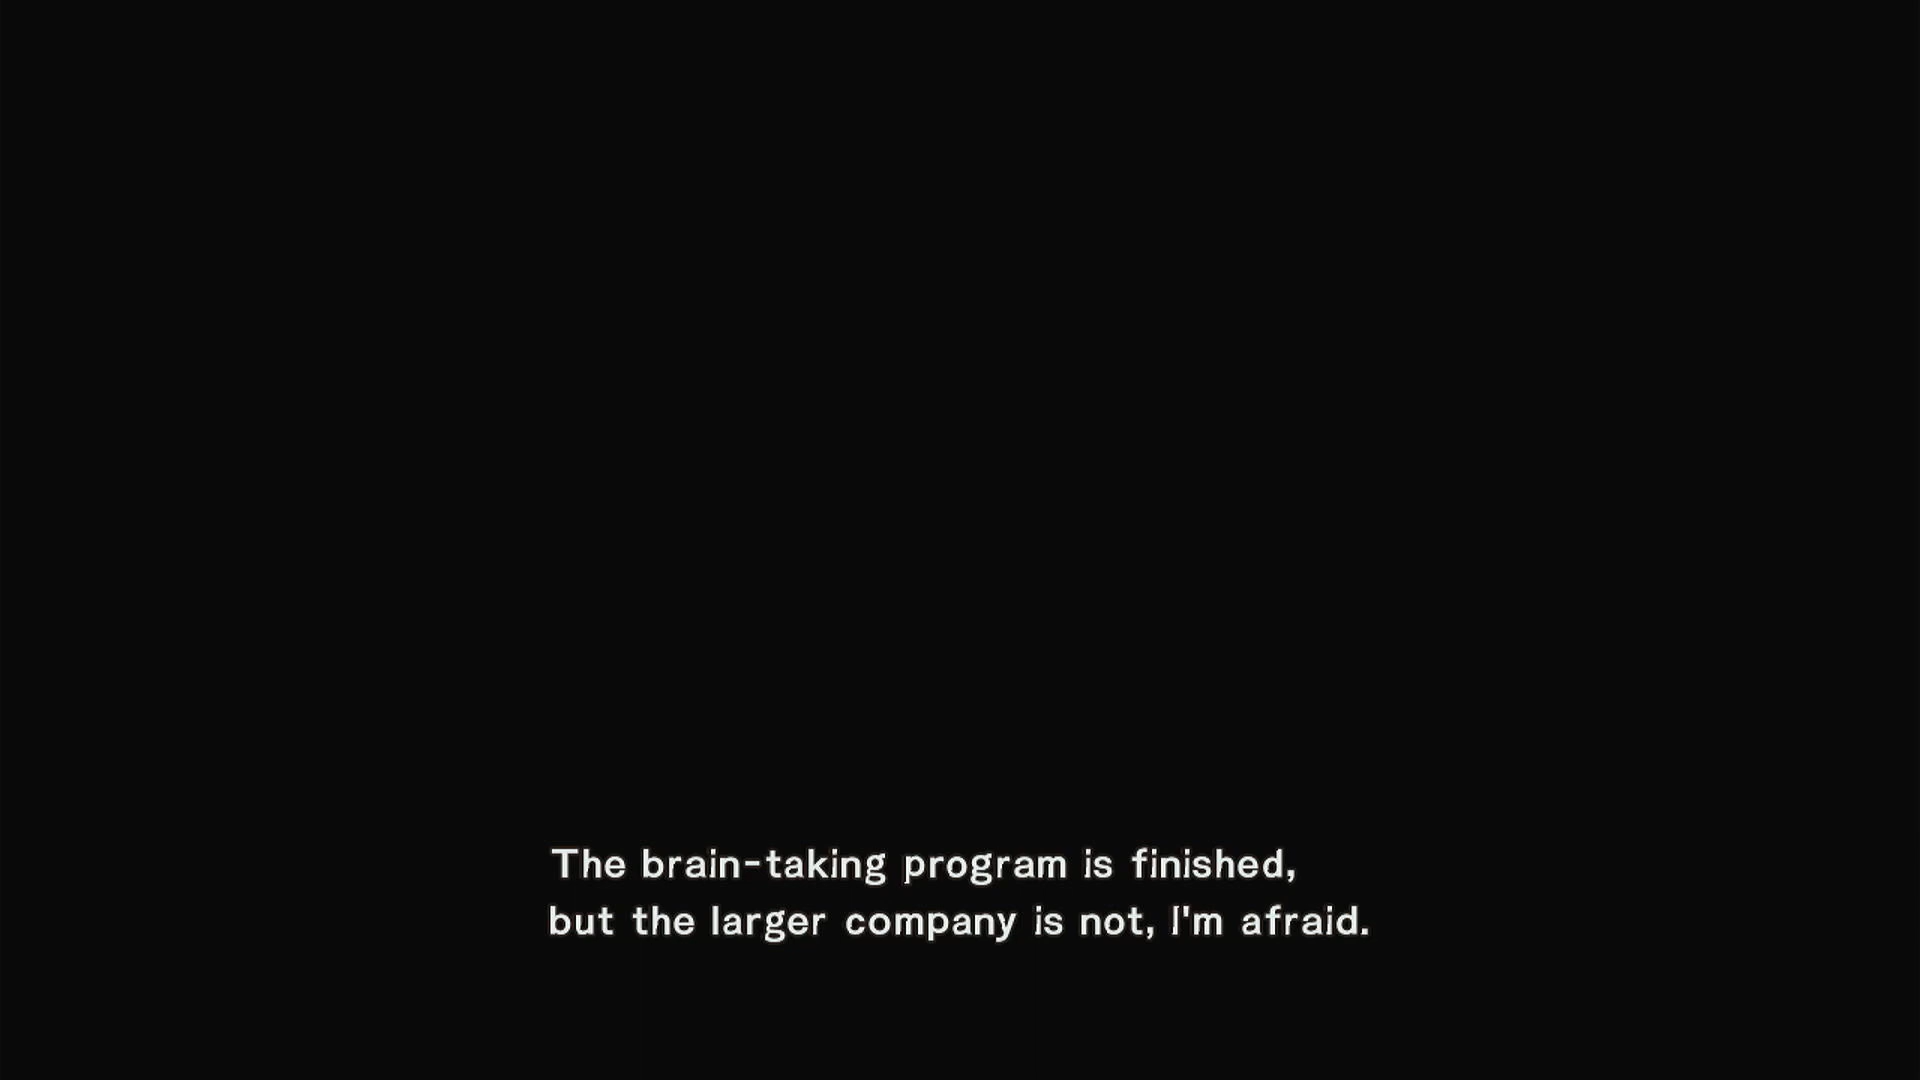 The brain-taking program is finished,
but the larger company is not, I'm afraid.